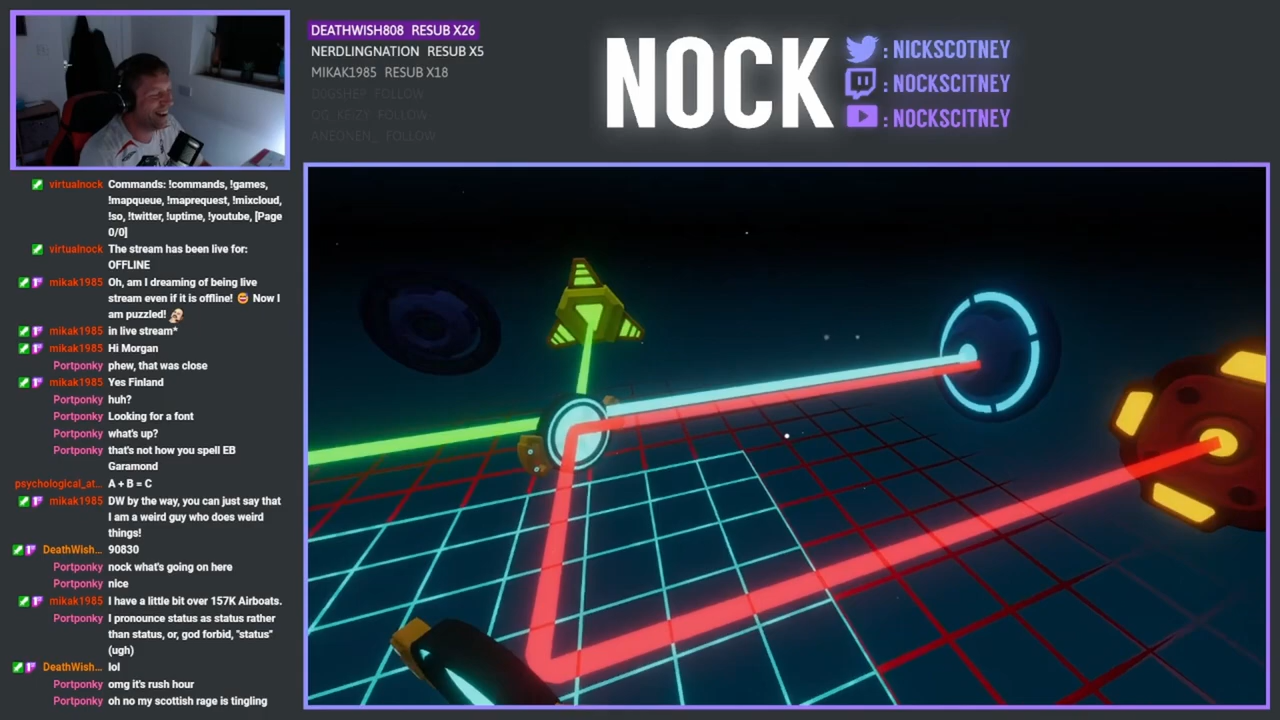 DEATHWISH808 RESUB X26
NERDLINGNATION RESUB X5
MIKAK1985 RESUB X18
D0GSHEP FOLLOW
OG_KEIZY FOLLOW
ANEONEN_ FOLLOW
NOCK
: NICKSCOTNEY
: NOCKSCITNEY
: NOCKSCITNEY
virtualnock Commands: !commands, !games,
!mapqueue, !maprequest, !mixcloud,
!so, !twitter, !uptime, !youtube, [Page
0/0]
virtualnock The stream has been live for:
OFFLINE
mikak1985 Oh, am I dreaming of being live
stream even if it is offline! Now I
am puzzled!
mikak1985 in live stream*
mikak1985 Hi Morgan
Portponky phew, that was close
mikak1985 Yes Finland
Portponky huh?
Portponky Looking for a font
Portponky what's up?
Portponky that's not how you spell EB
Garamond
psychological_at... A + B = C
mikak1985 DW by the way, you can just say that
I am a weird guy who does weird
things!
DeathWish... 90830
Portponky nock what's going on here
Portponky nice
mikak1985 I have a little bit over 157K Airboats.
Portponky I pronounce status as status rather
than status, or, god forbid, "status"
(ugh)
DeathWish... lol
Portponky omg it's rush hour
Portponky oh no my scottish rage is tingling